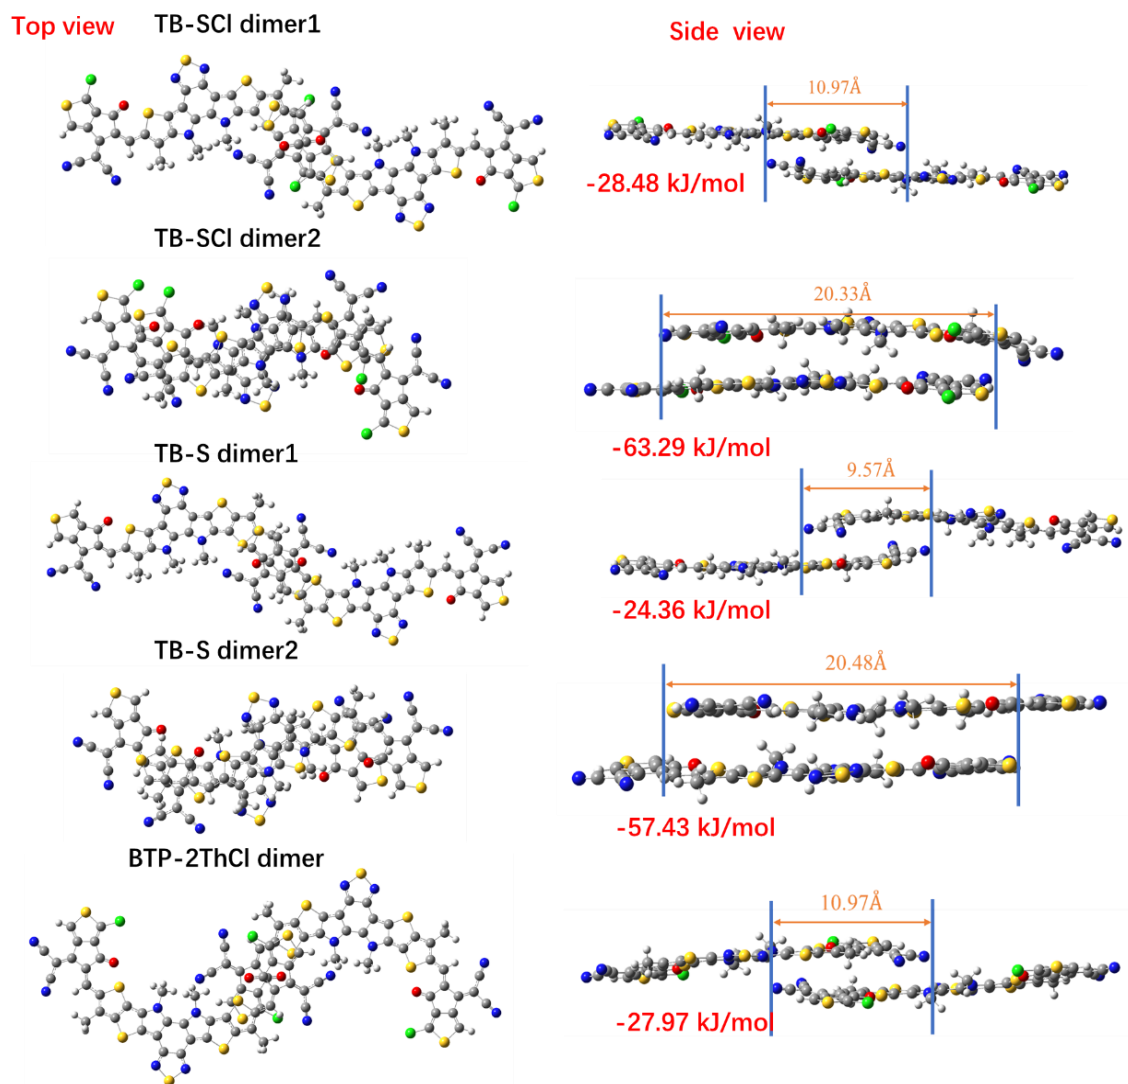 Top view
TB-SCl dimer1
Side view
10.97Å
-28.48 kJ/mol
TB-SCl dimer2
20.33Å
-63.29 kJ/mol
TB-S dimer1
9.57Å
-24.36 kJ/mol
TB-S dimer2
20.48Å
-57.43 kJ/mol
BTP-2ThCl dimer
10.97Å
-27.97 kJ/mol